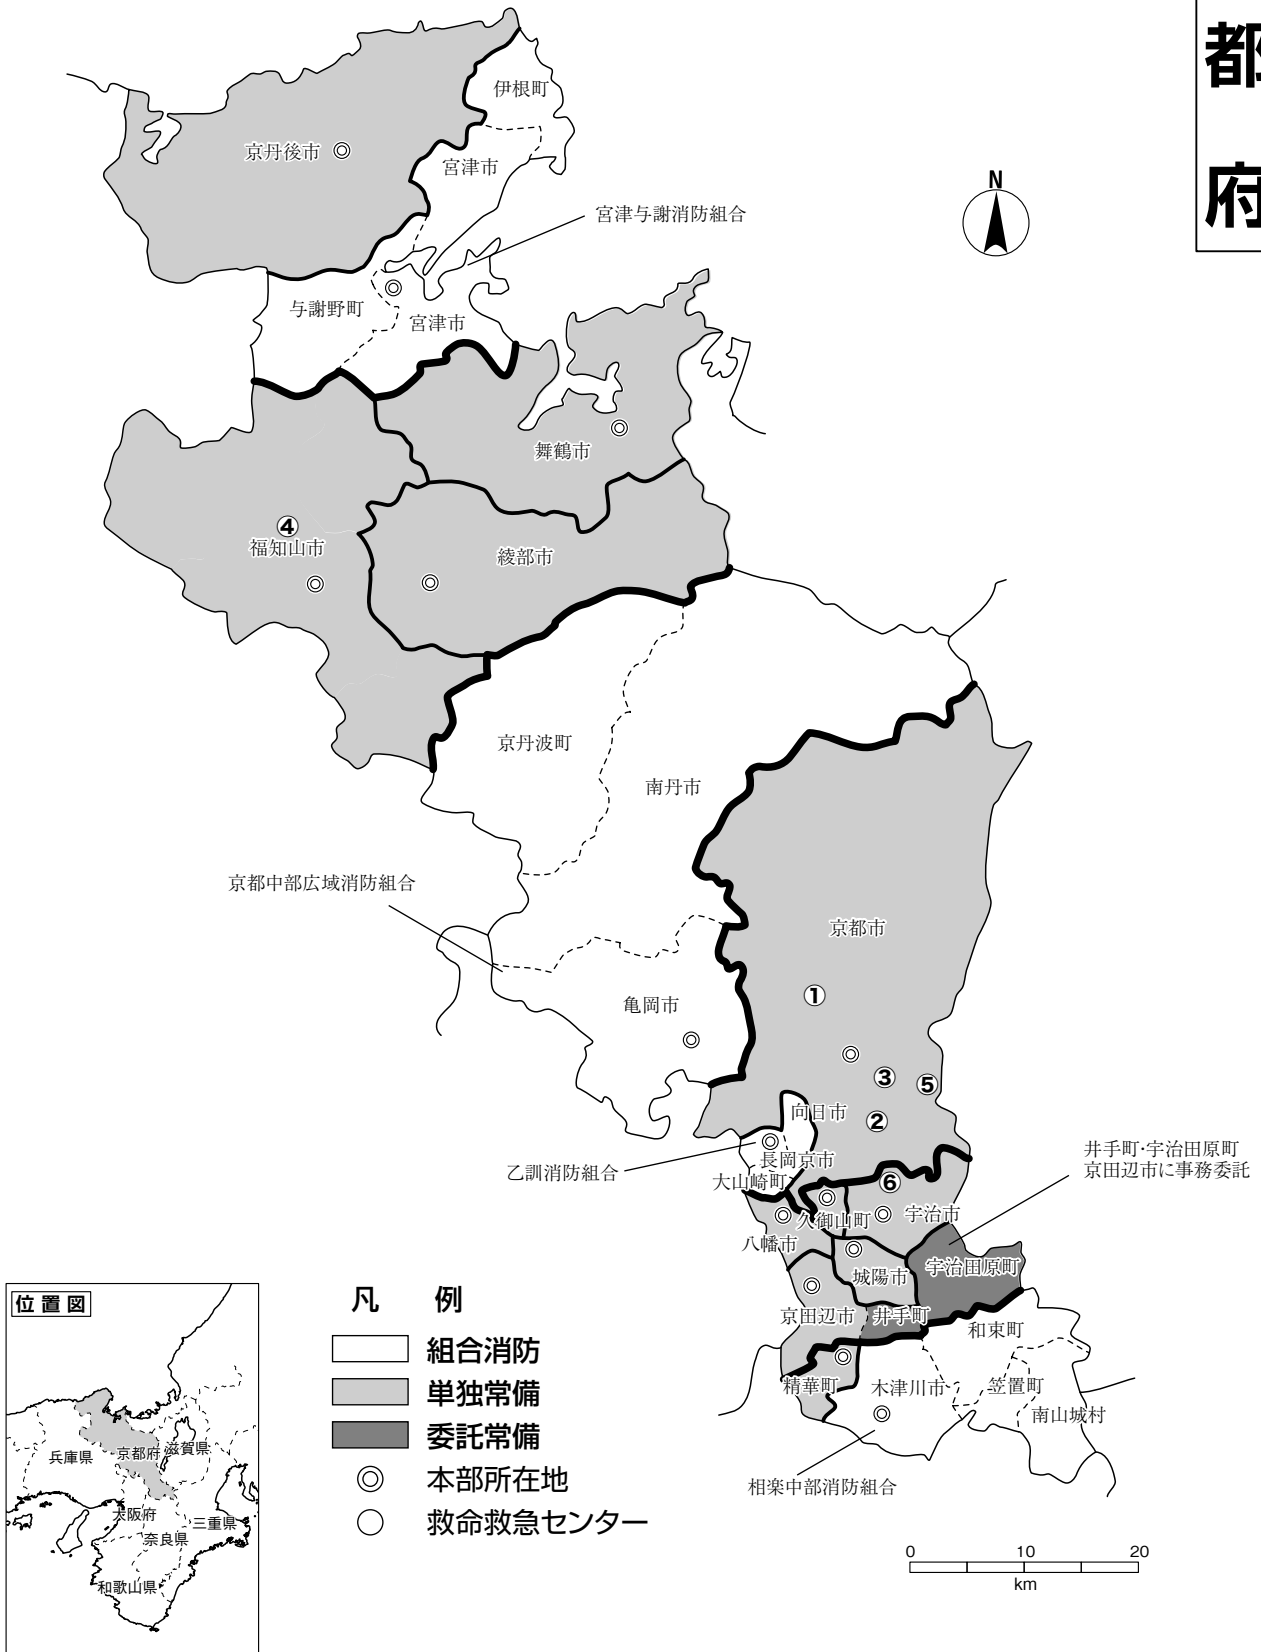 都
府
伊根町
京丹後市
宮津市
N
宮津与謝消防組合
与謝野町
宮津市
舞鶴市
④
福知山市
綾部市
京丹波町
南丹市
京都中部広域消防組合
京都市
①
亀岡市
③
⑤
向日市
②
長岡京市
乙訓消防組合
大山崎町
井手町・宇治田原町
京田辺市に事務委託
⑥
久御山町
宇治市
八幡市
城陽市
宇治田原町
京田辺市
井手町
和束町
精華町
木津川市
笠置町
南山城村
相楽中部消防組合
位置図
兵庫県
京都府
滋賀県
大阪府
三重県
奈良県
和歌山県
凡 例
組合消防
単独常備
委託常備
本部所在地
救命救急センター
0 10 20
km